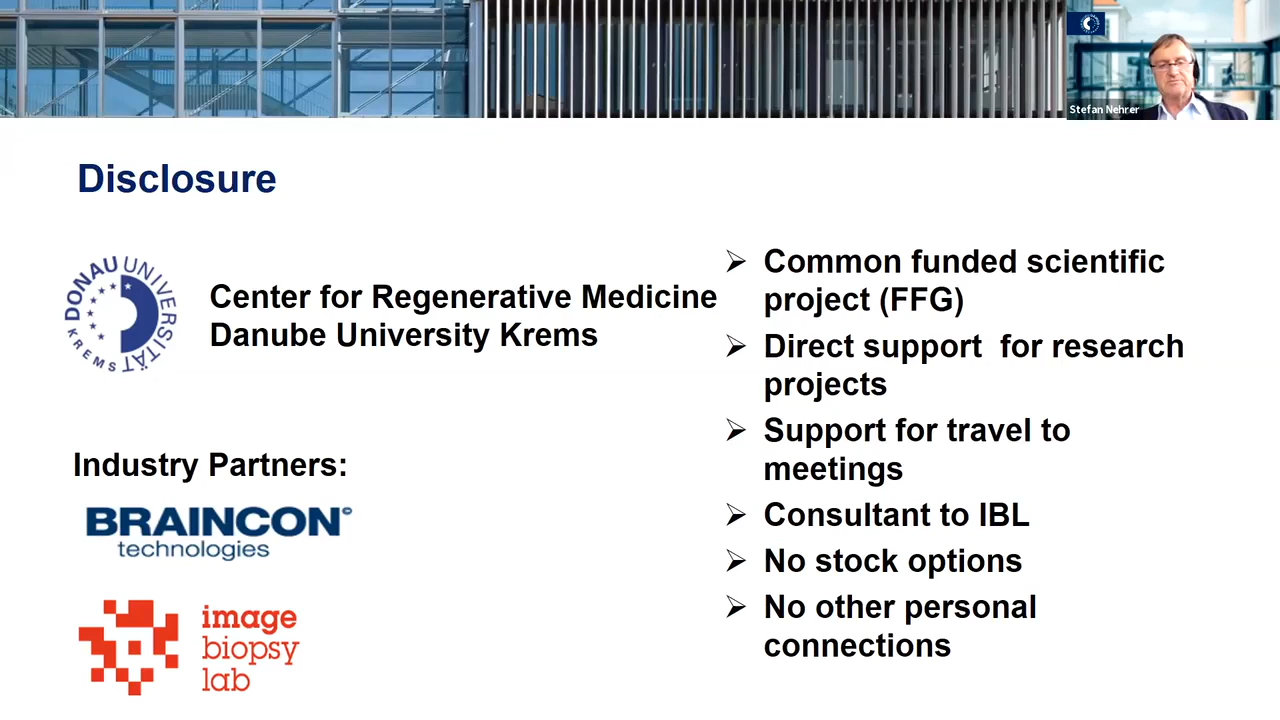 Stefan Nehrer
Disclosure
DONAU UNIVERSITÄT KREMS
Center for Regenerative Medicine
Danube University Krems
Industry Partners:
BRAINCON©
technologies
image
biopsy
lab
➢ Common funded scientific
project (FFG)
➢ Direct support  for research
projects
➢ Support for travel to
meetings
➢ Consultant to IBL
➢ No stock options
➢ No other personal
connections